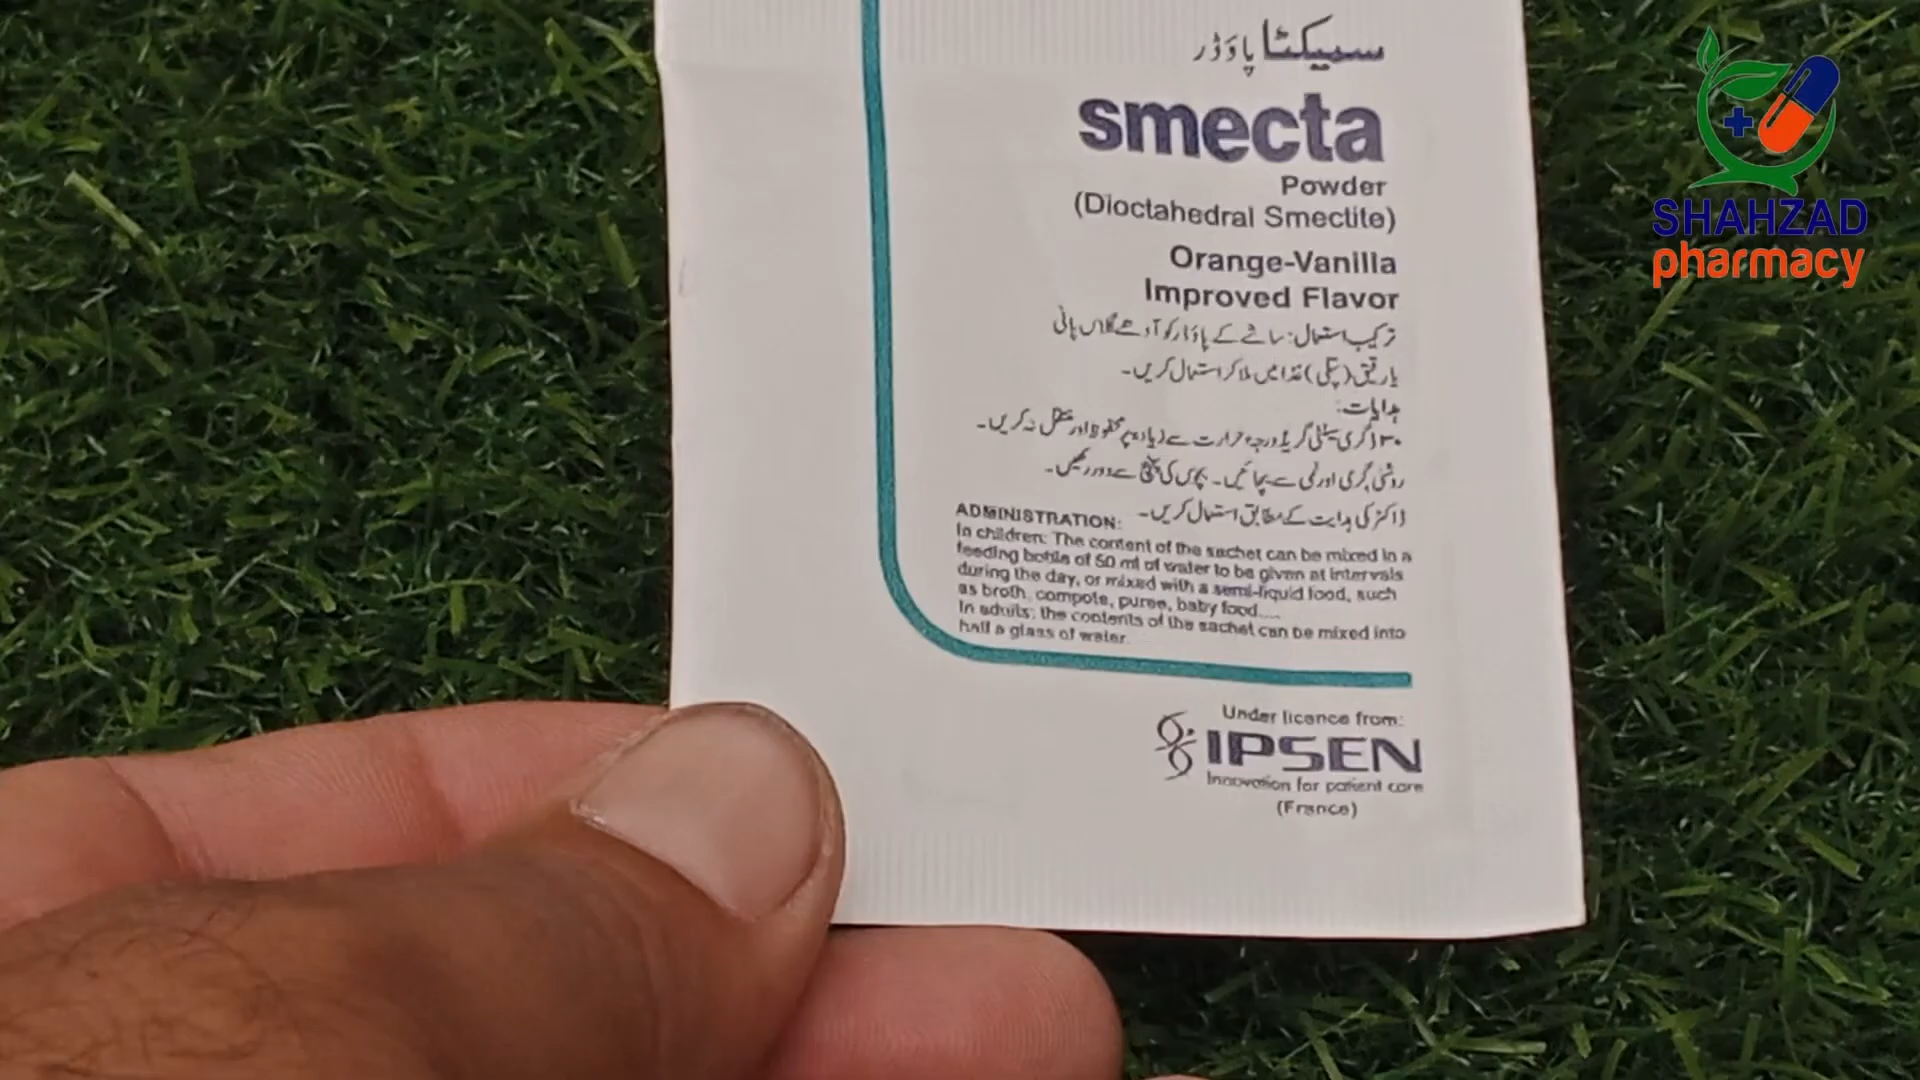 سمیکٹا پاؤڈر
smecta
Powder
(Dioctahedral Smectite)
Orange-Vanilla
Improved Flavor
ترکیب استعمال: ساشے کے پاؤڈر کو آدھے گلاس پانی
یا رقیق (پتلی) غذا میں ملا کر استعمال کریں۔
ہدایات:
۳۰ ڈگری سینٹی گریڈ درجہ حرارت سے زیادہ پر محفوظ اور منتقل نہ کریں۔
روشنی، گرمی اور نمی سے بچائیں۔ بچوں کی پہنچ سے دور رکھیں۔
ڈاکٹر کی ہدایت کے مطابق استعمال کریں۔
ADMINISTRATION:
In children: The content of the sachet can be mixed in a
feeding bottle of 50 ml of water to be given at intervals
during the day, or mixed with a semi-liquid food, such
as broth, compote, puree, baby food....
In adults: the contents of the sachet can be mixed into
half a glass of water.
Under licence from:
IPSEN
Innovation for patient care
(France)
SHAHZAD
pharmacy